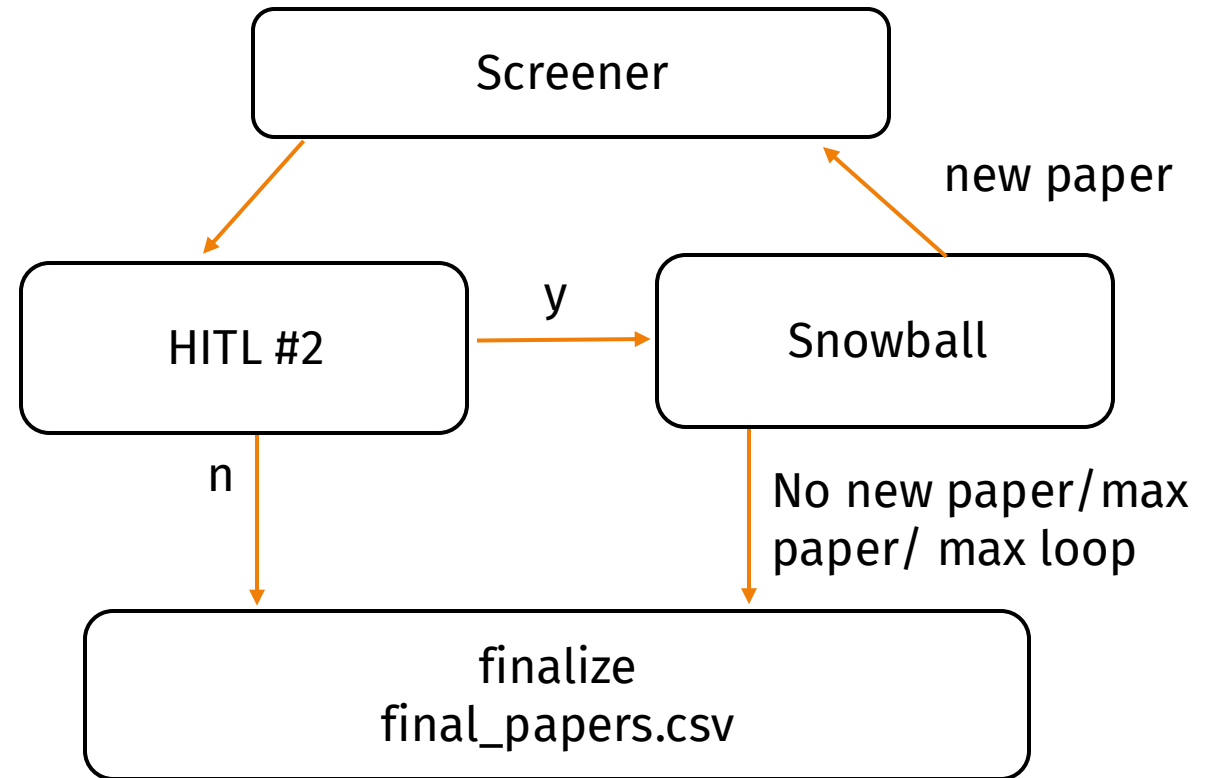 Screener
new paper
y
HITL #2
Snowball
n
No new paper/max
paper/ max loop
finalize
final_papers.csv